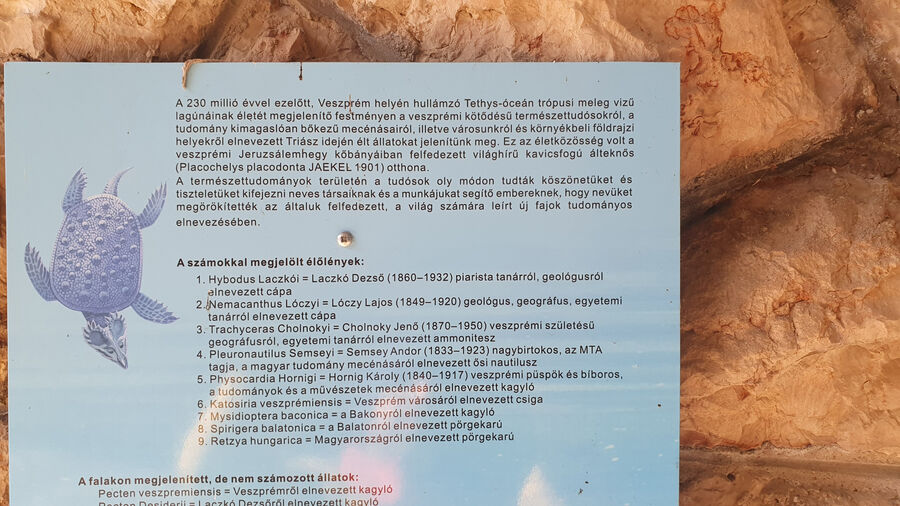 A 230 millió évvel ezelőtt, Veszprém helyén hullámzó Tethys-óceán trópusi meleg vizű
lagúnáinak életét megjelenítő festményen a veszprémi kötődésű természettudósokról, a
tudomány kimagaslóan bőkezű mecénásairól, illetve városunkról és környékbeli földrajzi
helyekről elnevezett Triász idején élt állatokat jelenítünk meg. Ez az életközösség volt a
veszprémi Jeruzsálemhegy kőbányáiban felfedezett világhírű kavicsfogú álteknős
(Placochelys placodonta JAEKEL 1901) otthona.
A természettudományok területén a tudósok oly módon tudták köszönetüket és
tiszteletüket kifejezni neves társaiknak és a munkájukat segítő embereknek, hogy nevüket
megörökítették az általuk felfedezett, a világ számára leírt új fajok tudományos
elnevezésében.
A számokkal megjelölt élőlények:
1. Hybodus Laczkói = Laczkó Dezső (1860–1932) piarista tanárról, geológusról
elnevezett cápa
2. Nemacanthus Lóczyi = Lóczy Lajos (1849–1920) geológus, geográfus, egyetemi
tanárról elnevezett cápa
3. Trachyceras Cholnokyi = Cholnoky Jenő (1870–1950) veszprémi születésű
geográfusról, egyetemi tanárról elnevezett ammonitesz
4. Pleuronautilus Semseyi = Semsey Andor (1833–1923) nagybirtokos, az MTA
tagja, a magyar tudomány mecénásáról elnevezett ősi nautilusz
5. Physocardia Hornigi = Hornig Károly (1840–1917) veszprémi püspök és bíboros,
a tudományok és a művészetek mecénásáról elnevezett kagyló
6. Katosiria veszprémiensis = Veszprém városáról elnevezett csiga
7. Mysidioptera baconica = a Bakonyról elnevezett kagyló
8. Spirigera balatonica = a Balatonról elnevezett pörgekarú
9. Retzya hungarica = Magyarországról elnevezett pörgekarú
A falakon megjelenített, de nem számozott állatok:
Pecten veszpremiensis = Veszprémről elnevezett kagyló
Pecten Desiderii = Laczkó Dezsőről elnevezett kagyló